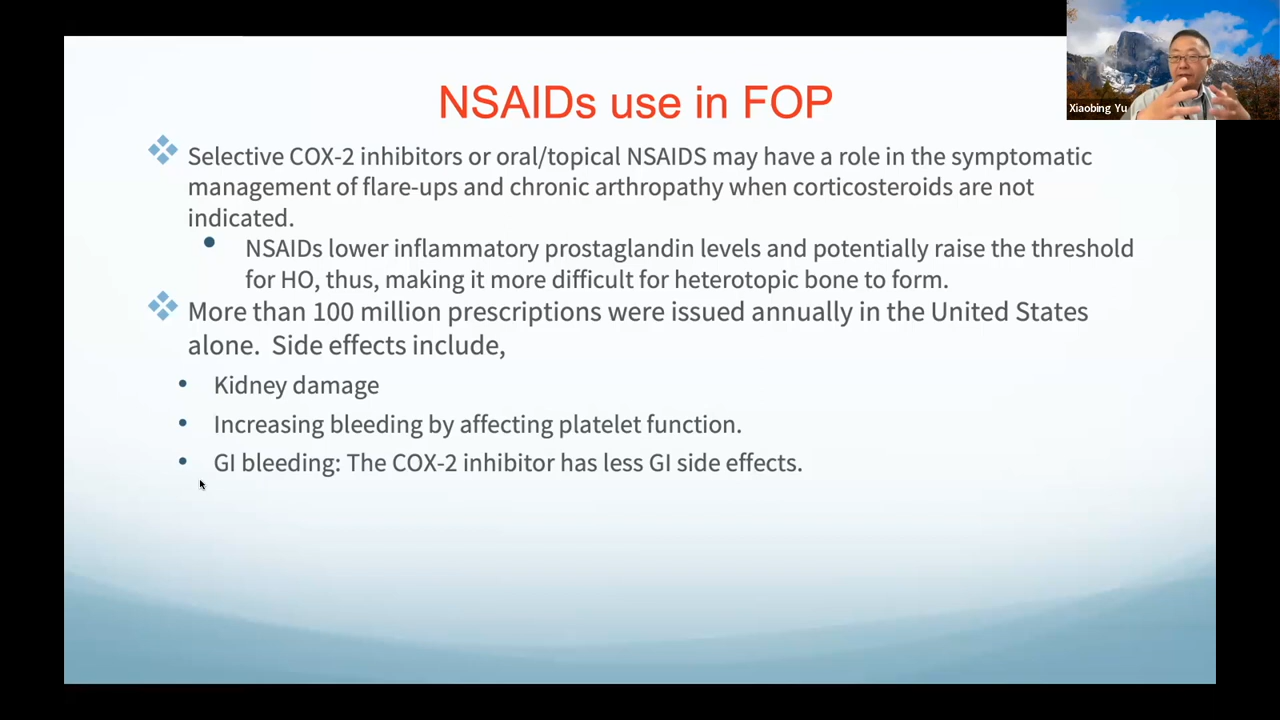 NSAIDs use in FOP
Xiaobing Yu
Selective COX-2 inhibitors or oral/topical NSAIDS may have a role in the symptomatic
management of flare-ups and chronic arthropathy when corticosteroids are not
indicated.
NSAIDs lower inflammatory prostaglandin levels and potentially raise the threshold
for HO, thus, making it more difficult for heterotopic bone to form.
More than 100 million prescriptions were issued annually in the United States
alone.  Side effects include,
Kidney damage
Increasing bleeding by affecting platelet function.
GI bleeding: The COX-2 inhibitor has less GI side effects.